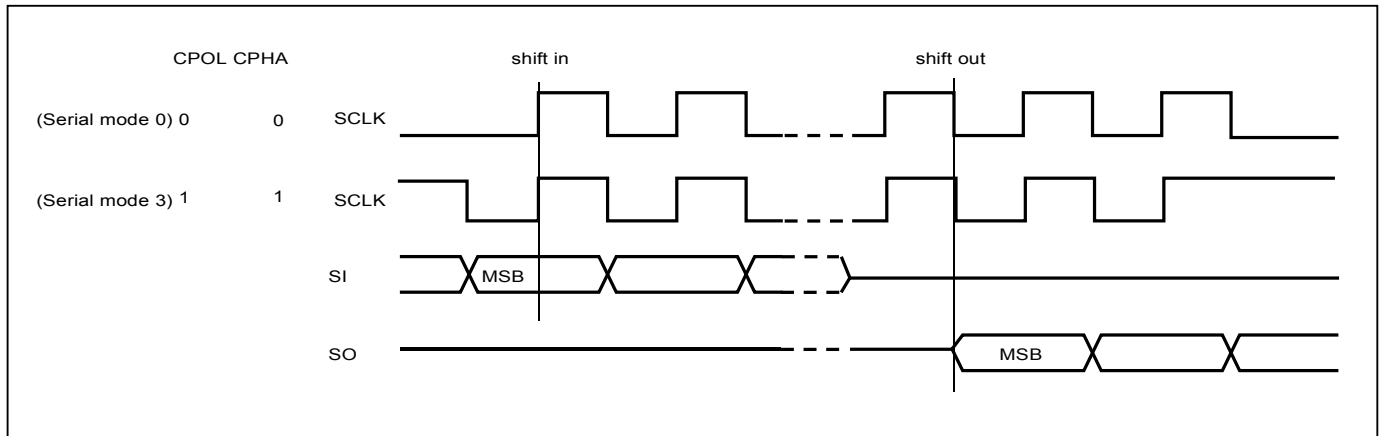 CPOL CPHA shift in shift out
(Serial mode 0) 0 0 SCLK
(Serial mode 3) 1 1 SCLK
SI MSB
SO MSB